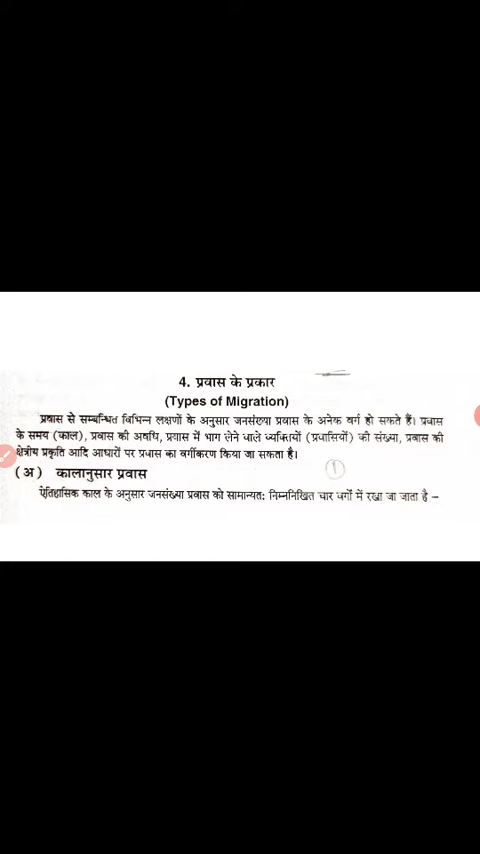 4. प्रवास के प्रकार
(Types of Migration)
प्रवास से सम्बन्धित विभिन्न लक्षणों के अनुसार जनसंख्या प्रवास के अनेक वर्ग हो सकते हैं। प्रवास
के समय (काल), प्रवास की अवधि, प्रवास में भाग लेने वाले व्यक्तियों (प्रवासियों) की संख्या, प्रवास की
क्षेत्रीय प्रकृति आदि आधारों पर प्रवास का वर्गीकरण किया जा सकता है।
(अ) कालानुसार प्रवास
1
ऐतिहासिक काल के अनुसार जनसंख्या प्रवास को सामान्यतः निम्ननिखित चार वर्गों में रखा जा जाता है –